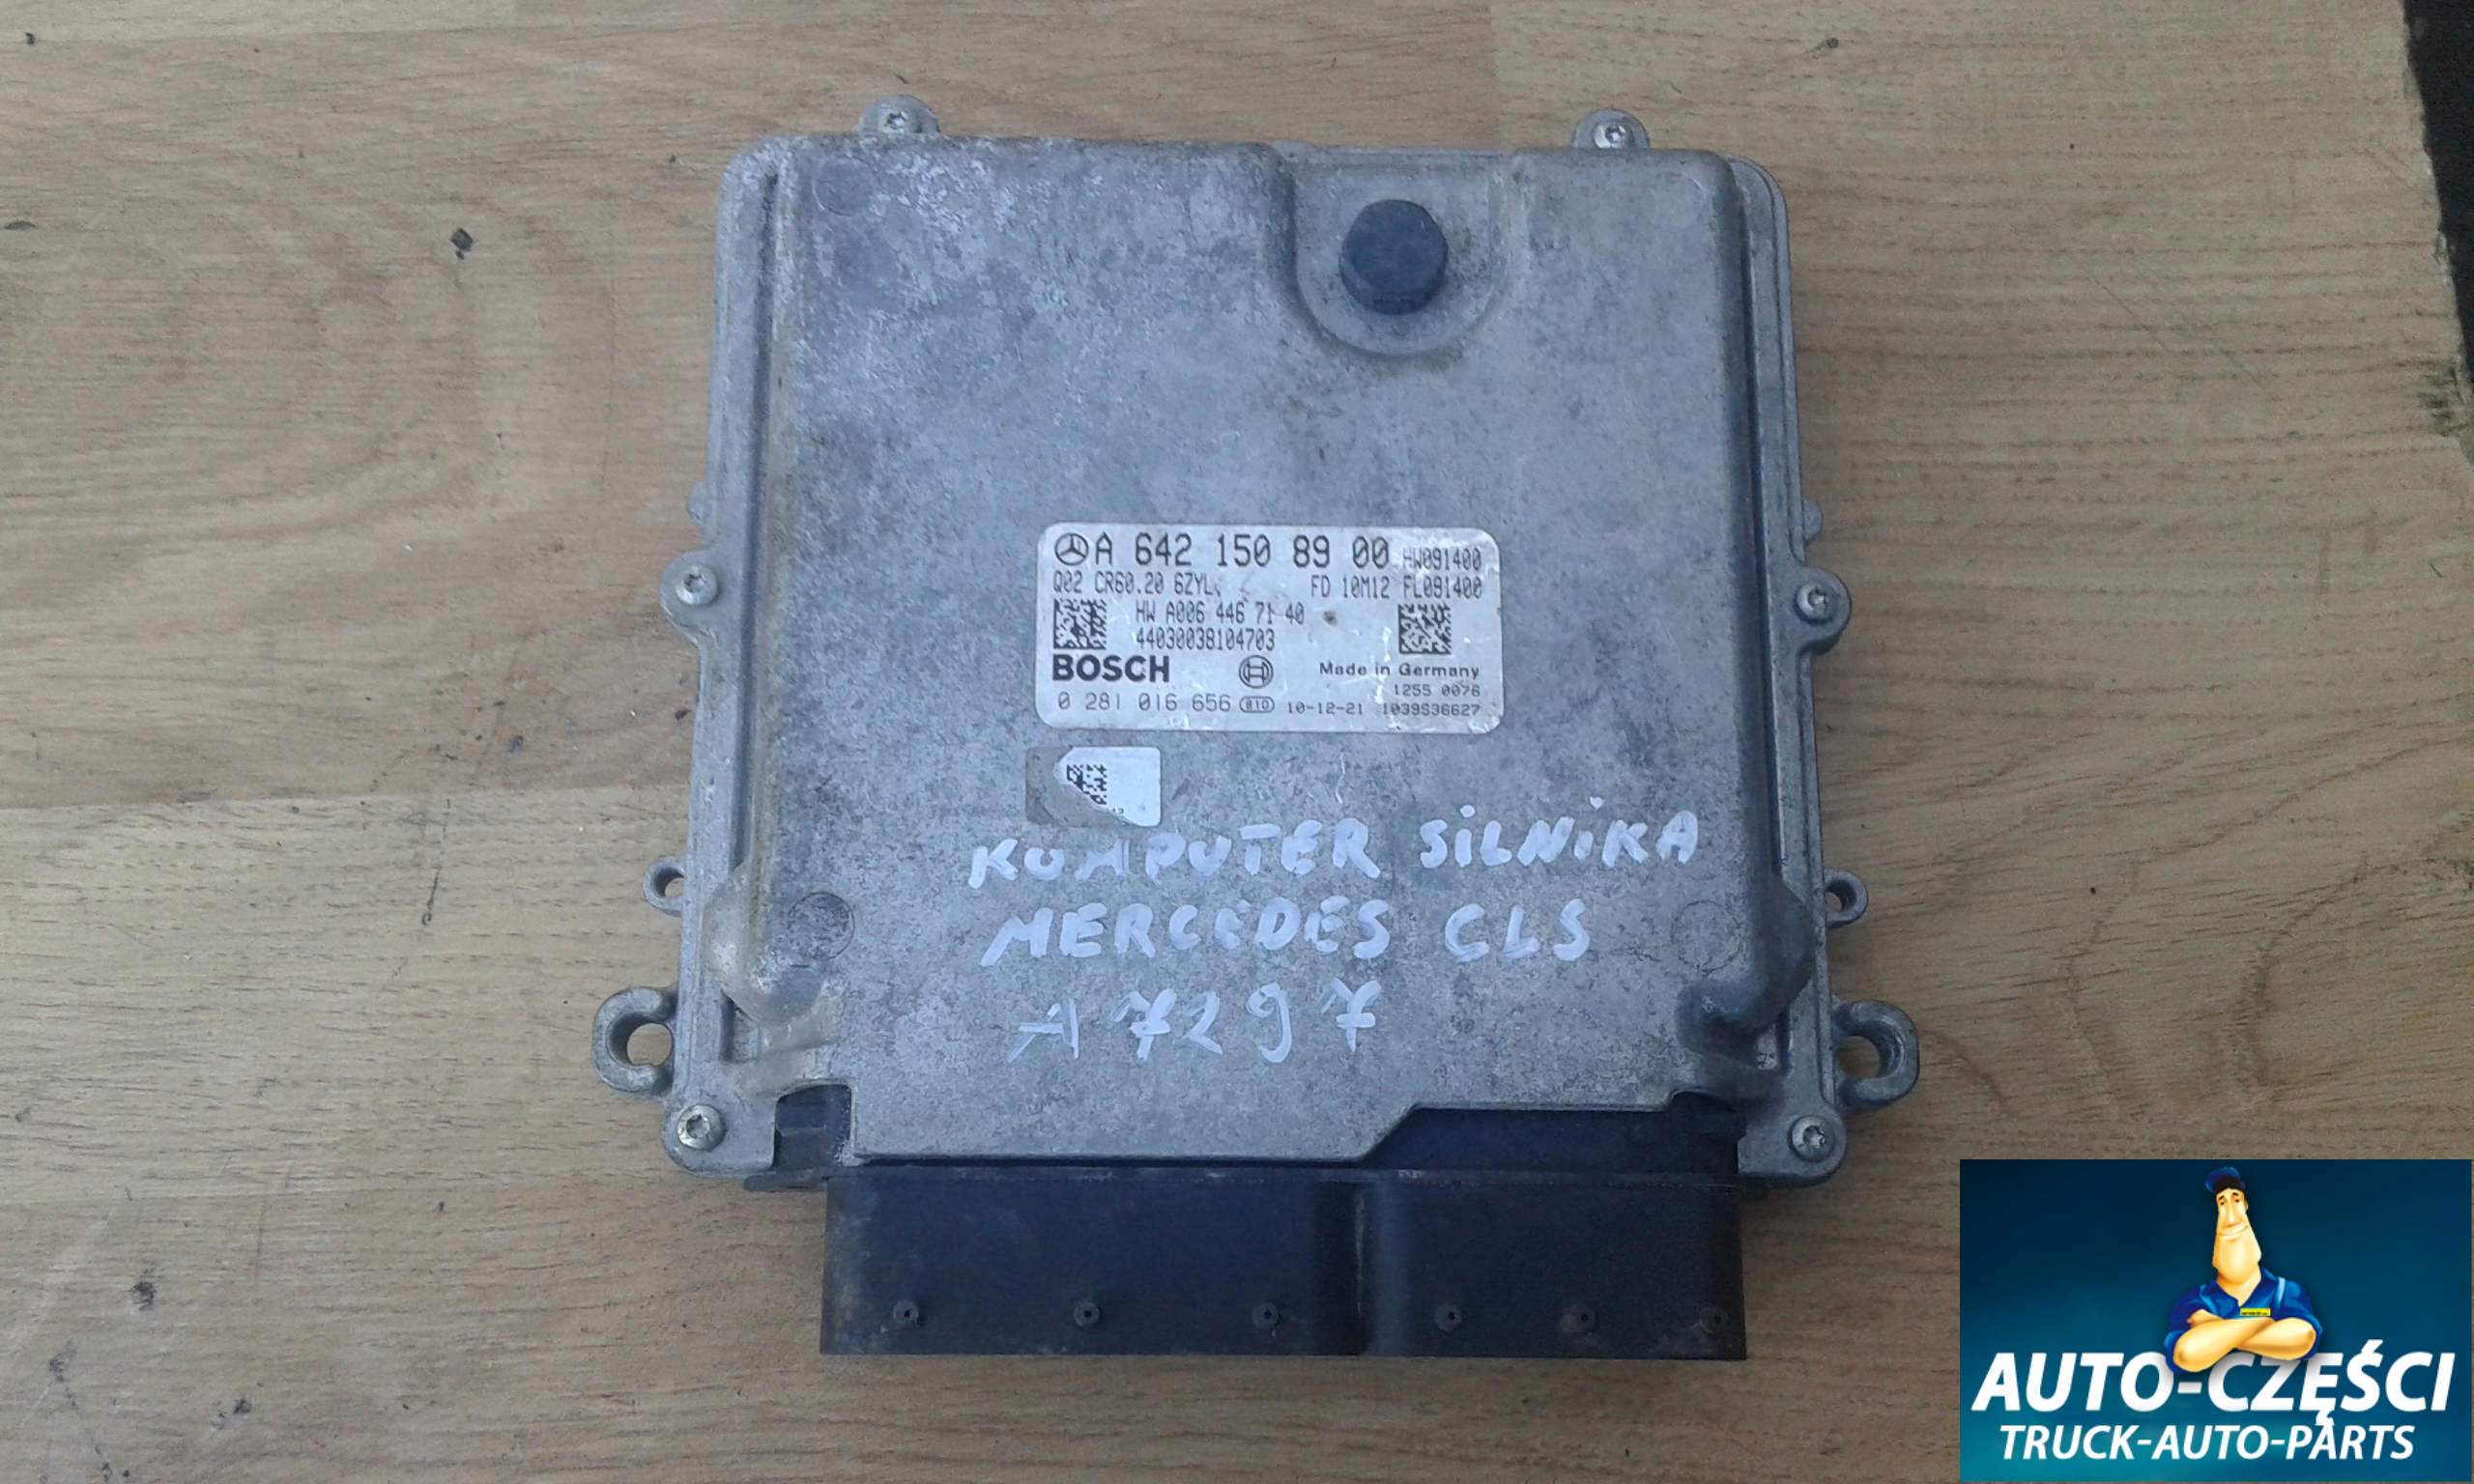 A 642 150 89 00 HW091400
Q02 CR60.20 6ZYL FD 10M12 FL091400
HW A006 446 71 40
44030038104703
BOSCH Made in Germany
1255 0076
0 281 016 656 810 10-12-21 1039S36627
KOMPUTER SILNIKA
MERCEDES CLS
A7297
AUTO-CZĘŚCI
TRUCK-AUTO-PARTS